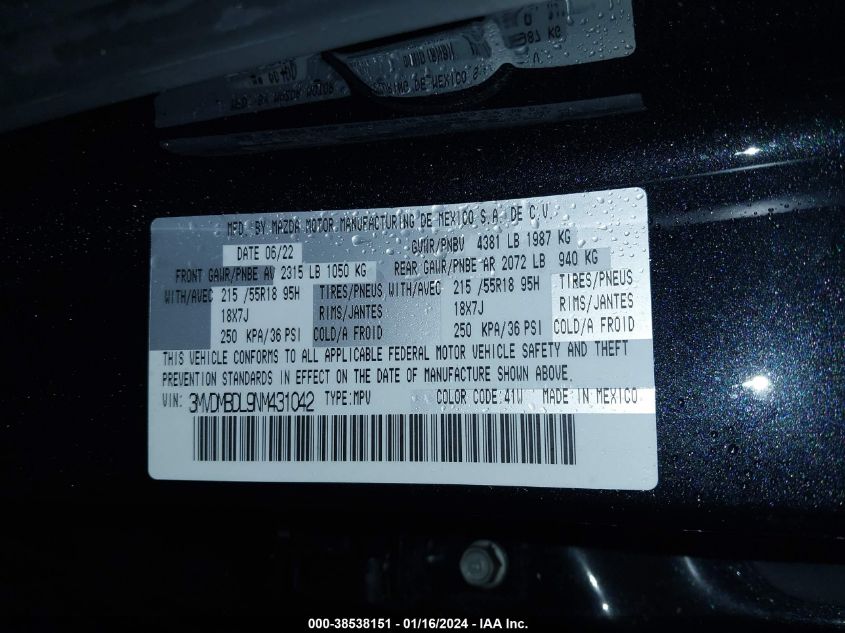 MFD. BY MAZDA MOTOR MANUFACTURING DE MEXICO S.A. DE C.V.
DATE 06/22 GVWR/PNBV 4381 LB 1987 KG
FRONT GAWR/PNBE AV 2315 LB 1050 KG REAR GAWR/PNBE AR 2072 LB 940 KG
WITH/AVEC 215 /55R18 95H TIRES/PNEUS WITH/AVEC 215 /55R18 95H TIRES/PNEUS
18X7J RIMS/JANTES 18X7J RIMS/JANTES
250 KPA/36 PSI COLD/A FROID 250 KPA/36 PSI COLD/A FROID
THIS VEHICLE CONFORMS TO ALL APPLICABLE FEDERAL MOTOR VEHICLE SAFETY AND THEFT
PREVENTION STANDARDS IN EFFECT ON THE DATE OF MANUFACTURE SHOWN ABOVE.
VIN: 3MVDMBDL9NM431042 TYPE:MPV COLOR CODE:41W MADE IN MEXICO
000-38538151 - 01/16/2024 - IAA Inc.